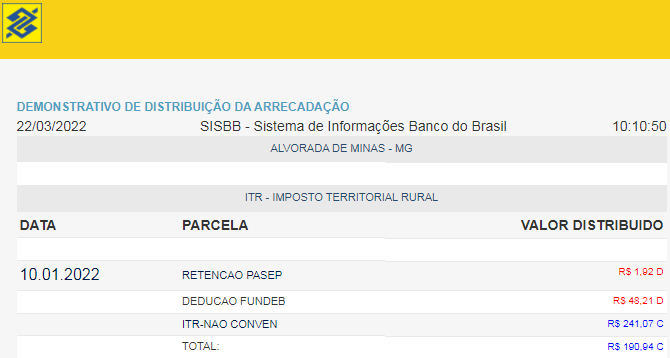 DEMONSTRATIVO DE DISTRIBUIÇÃO DA ARRECADAÇÃO
22/03/2022 SISBB - Sistema de Informações Banco do Brasil 10:10:50
ALVORADA DE MINAS - MG
ITR - IMPOSTO TERRITORIAL RURAL
DATA PARCELA VALOR DISTRIBUIDO
10.01.2022 RETENCAO PASEP R$ 1,92 D
DEDUCAO FUNDEB R$ 48,21 D
ITR-NAO CONVEN R$ 241,07 C
TOTAL: R$ 190,94 C